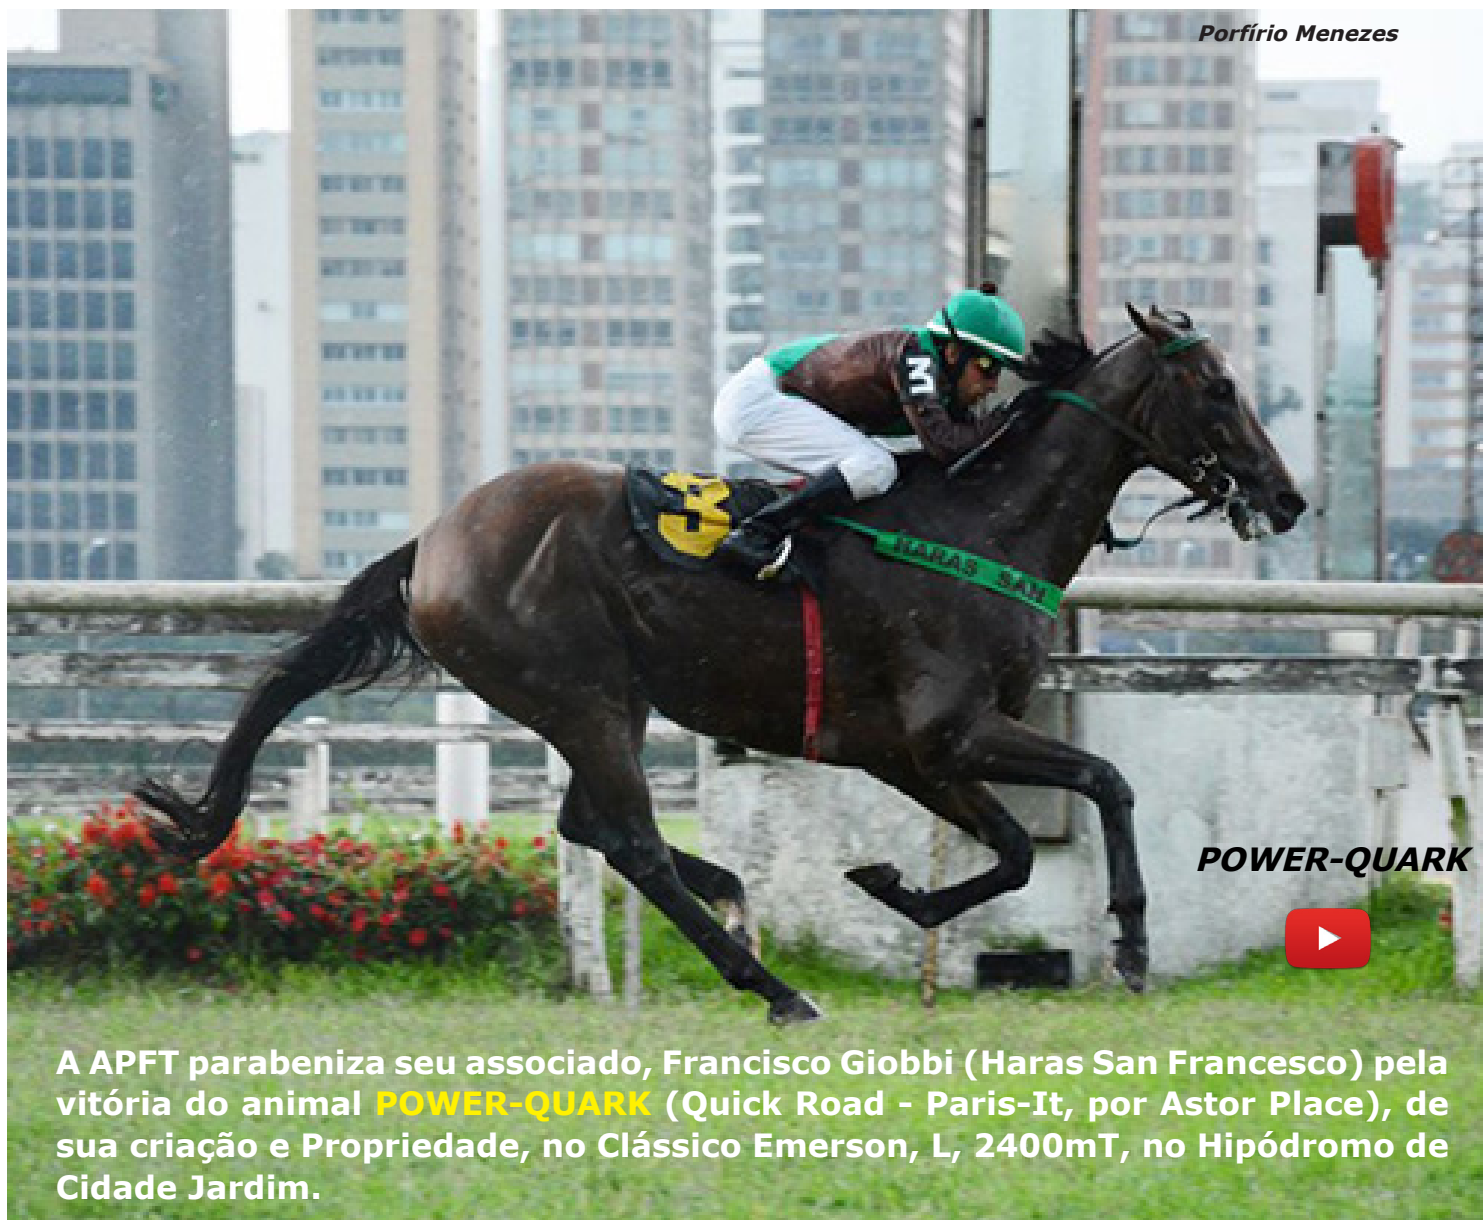 Porfírio Menezes
M
3
HARAS SAN
POWER-QUARK
A APFT parabeniza seu associado, Francisco Giobbi (Haras San Francesco) pela
vitória do animal POWER-QUARK (Quick Road - Paris-It, por Astor Place), de
sua criação e Propriedade, no Clássico Emerson, L, 2400mT, no Hipódromo de
Cidade Jardim.